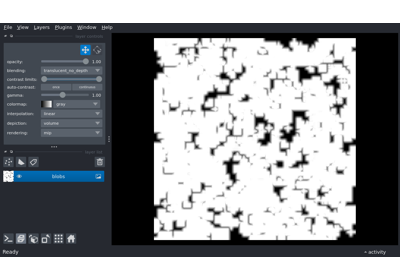 File View Layers Plugins Window Help
opacity: 1.00
blending: translucent_no_depth
contrast limits:
auto-contrast: once continuous
gamma: 1.00
colormap: gray
interpolation: linear
depiction: volume
rendering: mip
blobs
Ready activity